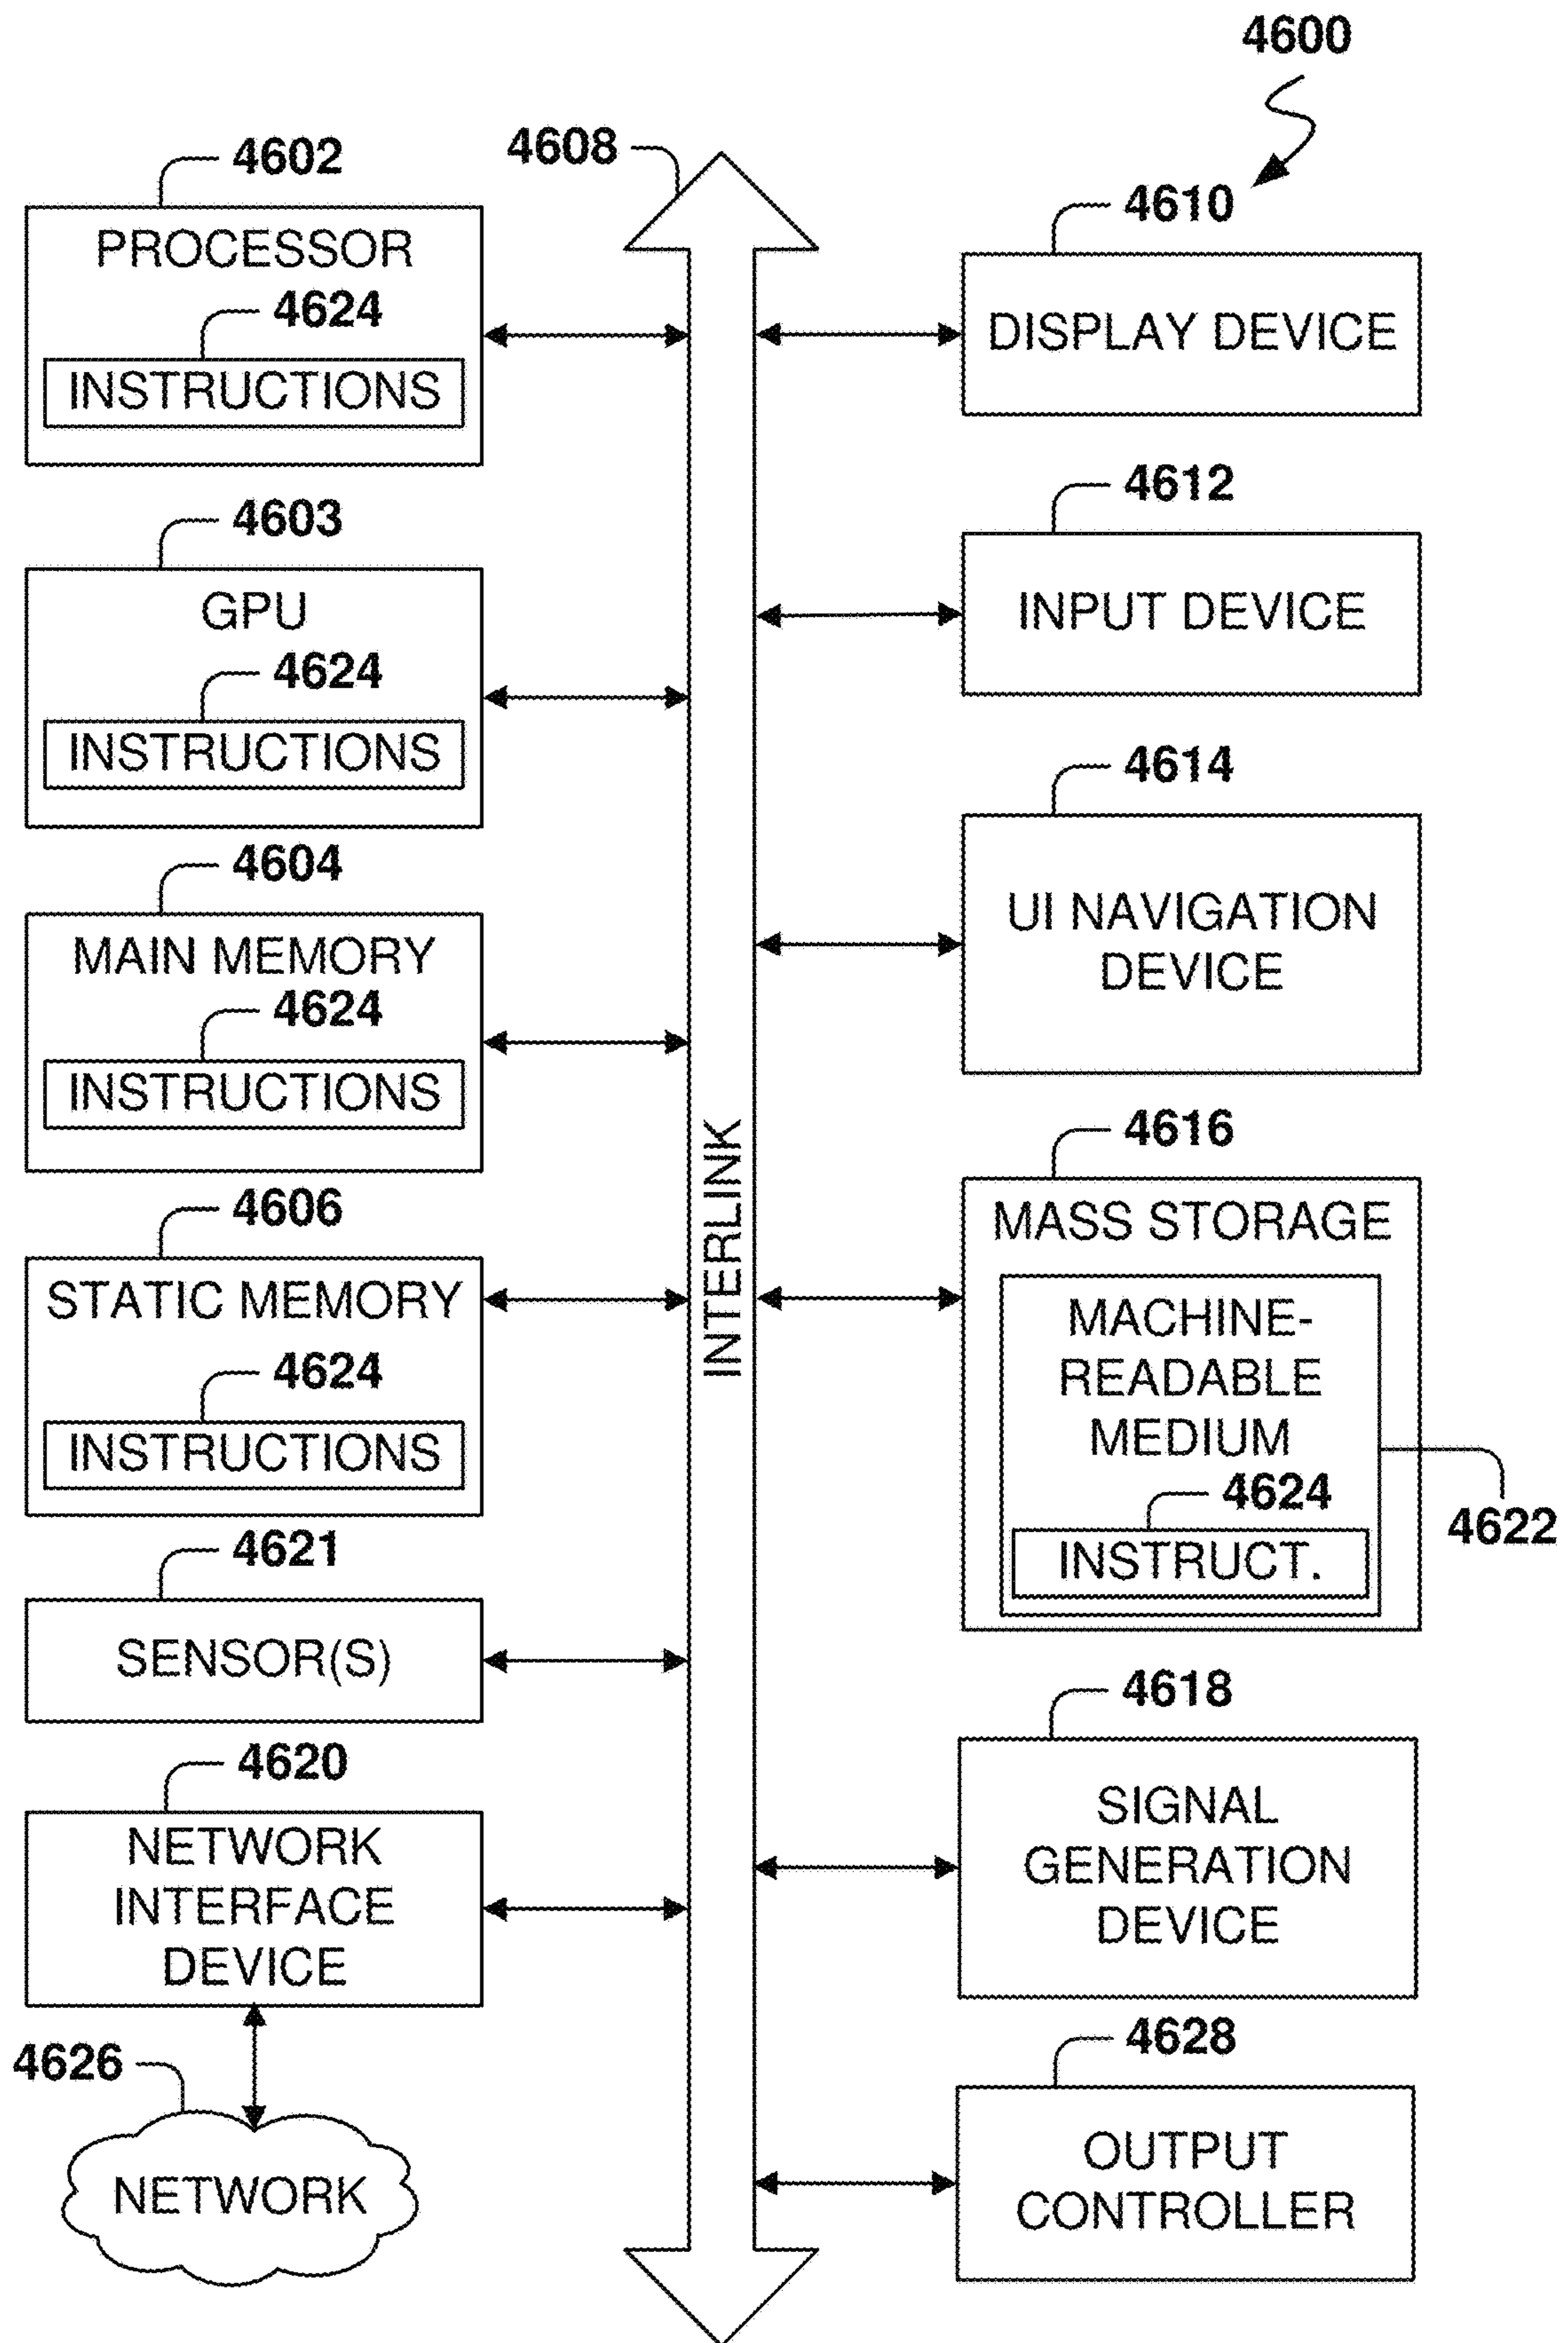 4600
4608
4602
PROCESSOR
4624
INSTRUCTIONS
4603
GPU
4624
INSTRUCTIONS
4604
MAIN MEMORY
4624
INSTRUCTIONS
4606
STATIC MEMORY
4624
INSTRUCTIONS
4621
SENSOR(S)
4620
NETWORK
INTERFACE
DEVICE
4626
NETWORK
INTERLINK
4610
DISPLAY DEVICE
4612
INPUT DEVICE
4614
UI NAVIGATION
DEVICE
4616
MASS STORAGE
MACHINE-
READABLE
MEDIUM
4624
INSTRUCT.
4622
4618
SIGNAL
GENERATION
DEVICE
4628
OUTPUT
CONTROLLER